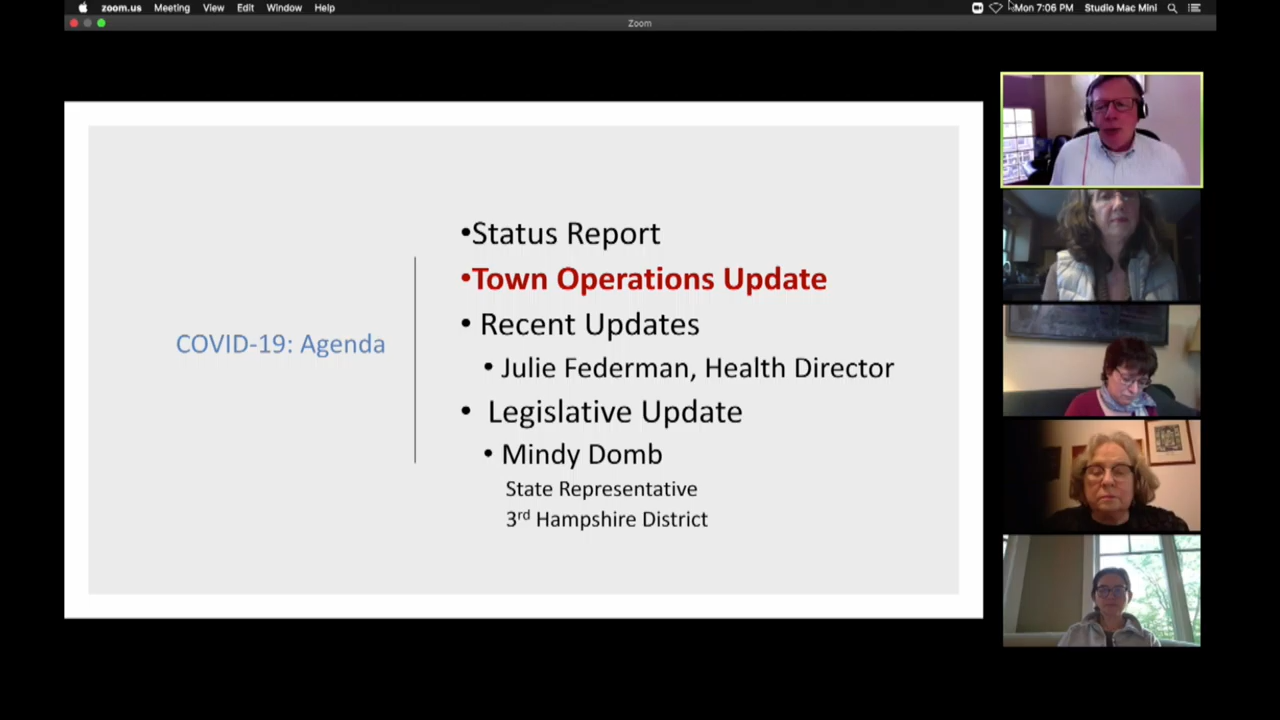 zoom.us Meeting View Edit Window Help Mon 7:06 PM Studio Mac Mini
Zoom
•Status Report
•Town Operations Update
• Recent Updates
• Julie Federman, Health Director
COVID-19: Agenda
• Legislative Update
• Mindy Domb
State Representative
3rd Hampshire District